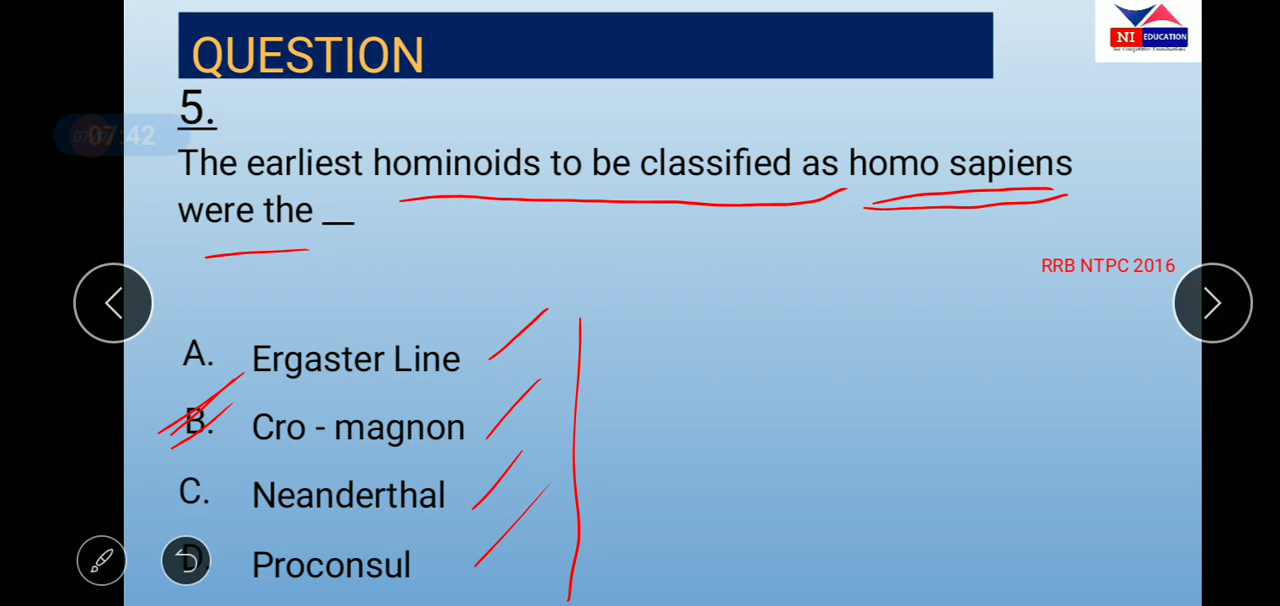 QUESTION
NI EDUCATION
5.
07:42
The earliest hominoids to be classified as homo sapiens
were the __
RRB NTPC 2016
A. Ergaster Line
B. Cro - magnon
C. Neanderthal
D. Proconsul